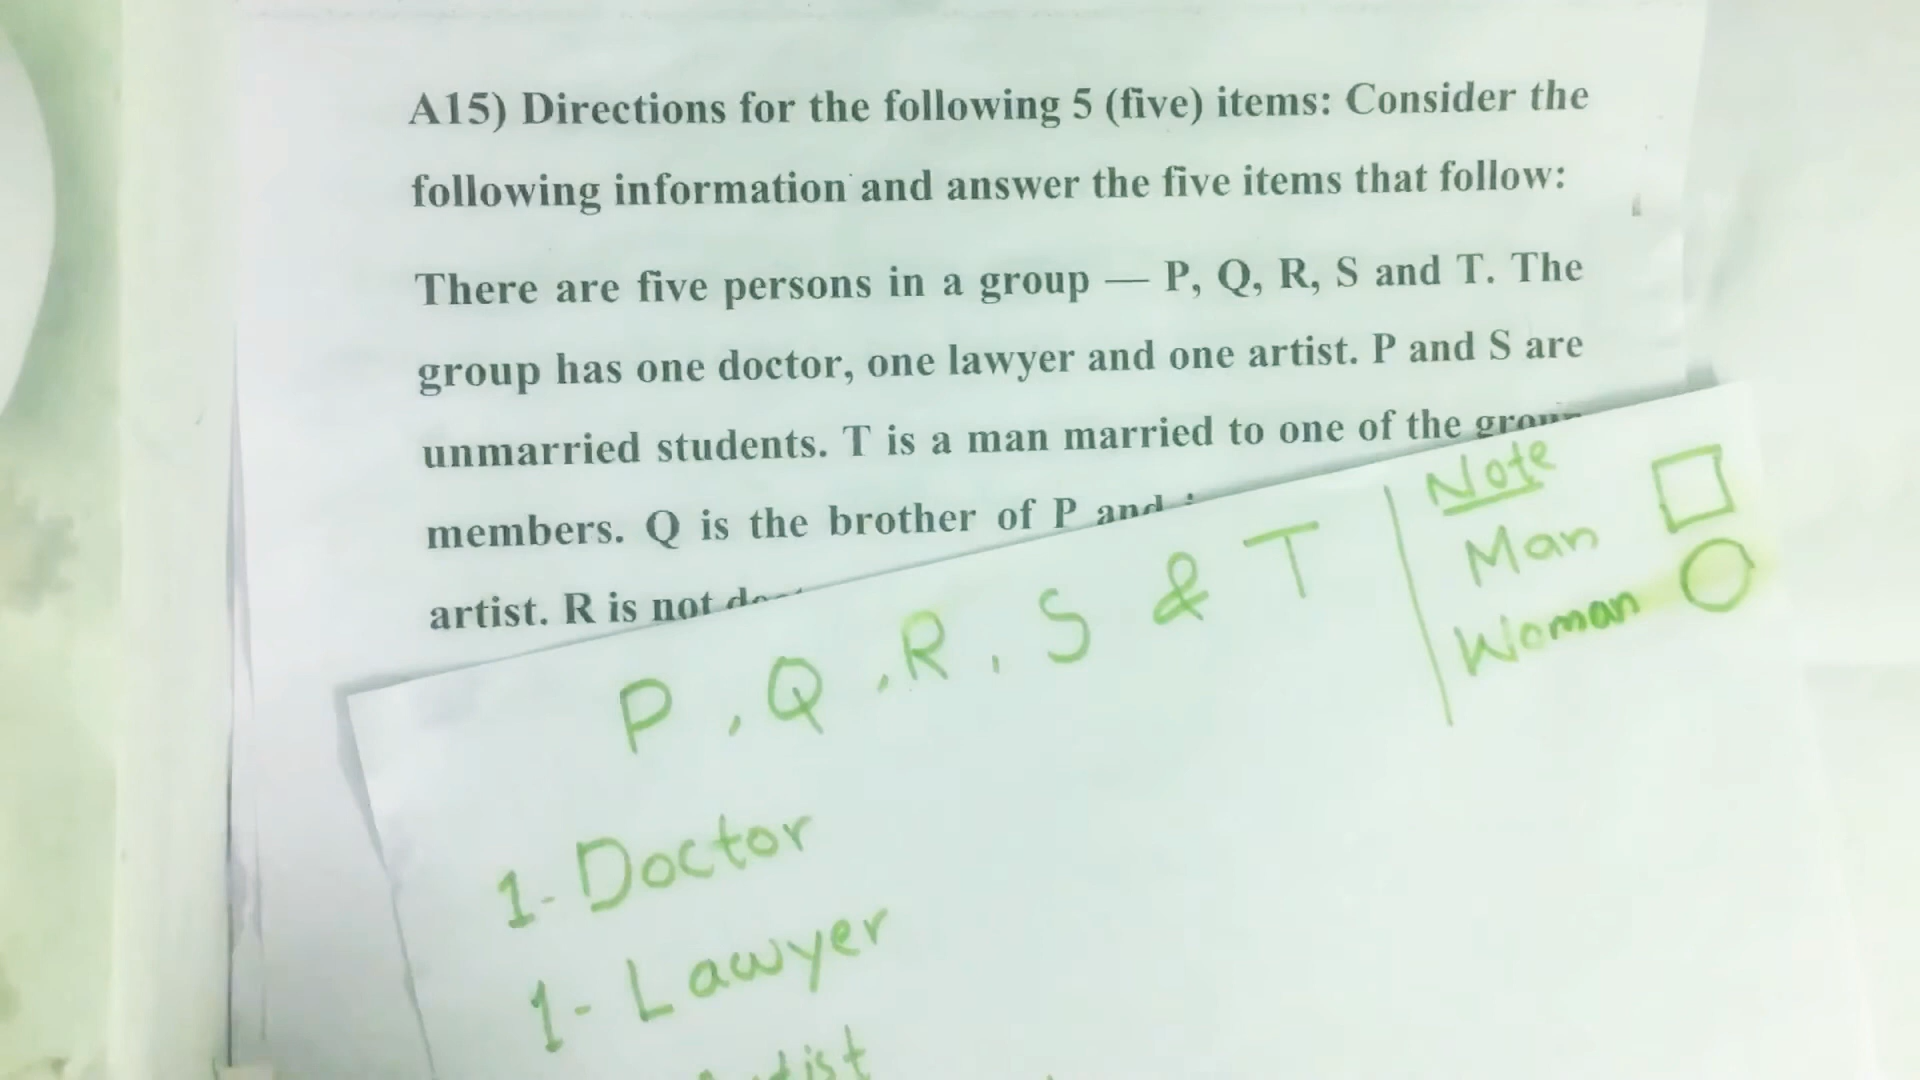 A15) Directions for the following 5 (five) items: Consider the
following information and answer the five items that follow:
There are five persons in a group — P, Q, R, S and T. The
group has one doctor, one lawyer and one artist. P and S are
unmarried students. T is a man married to one of the
members. Q is the brother of P and
artist. R is not
P, Q, R, S & T
Note
Man
Woman
1- Doctor
1- Lawyer